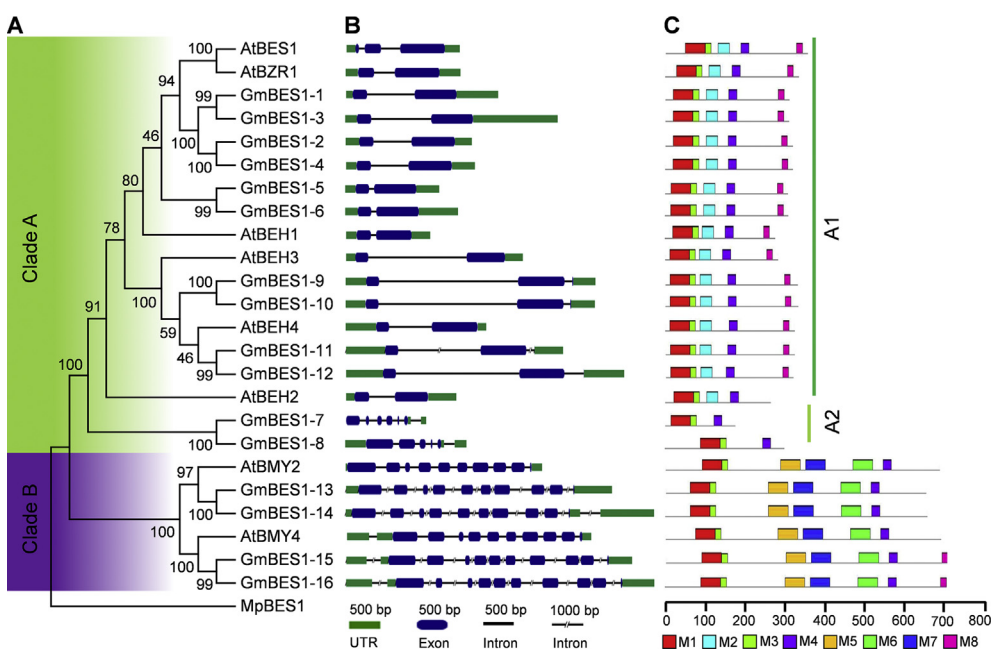 A
B
C
Clade A
Clade B
100
94
99
100
100
46
99
80
78
100
100
59
46
99
91
100
100
97
100
100
100
99
AtBES1
AtBZR1
GmBES1-1
GmBES1-3
GmBES1-2
GmBES1-4
GmBES1-5
GmBES1-6
AtBEH1
AtBEH3
GmBES1-9
GmBES1-10
AtBEH4
GmBES1-11
GmBES1-12
AtBEH2
GmBES1-7
GmBES1-8
AtBMY2
GmBES1-13
GmBES1-14
AtBMY4
GmBES1-15
GmBES1-16
MpBES1
A1
A2
500 bp 500 bp 500 bp 1000 bp
UTR Exon Intron Intron
0 100 200 300 400 500 600 700 800
M1 M2 M3 M4 M5 M6 M7 M8